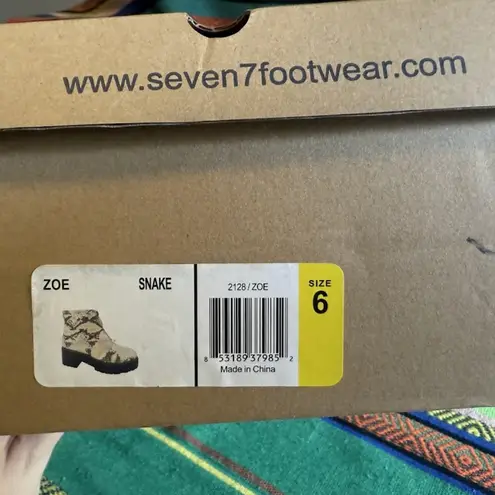 www.seven7footwear.com
ZOE SNAKE
2128/ZOE
SIZE
6
8 53189 37985 2
Made in China